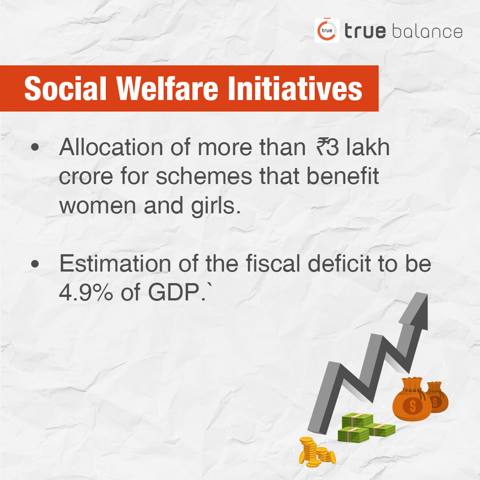 true true balance
Social Welfare Initiatives
• Allocation of more than ₹3 lakh
crore for schemes that benefit
women and girls.
• Estimation of the fiscal deficit to be
4.9% of GDP.`
$ $